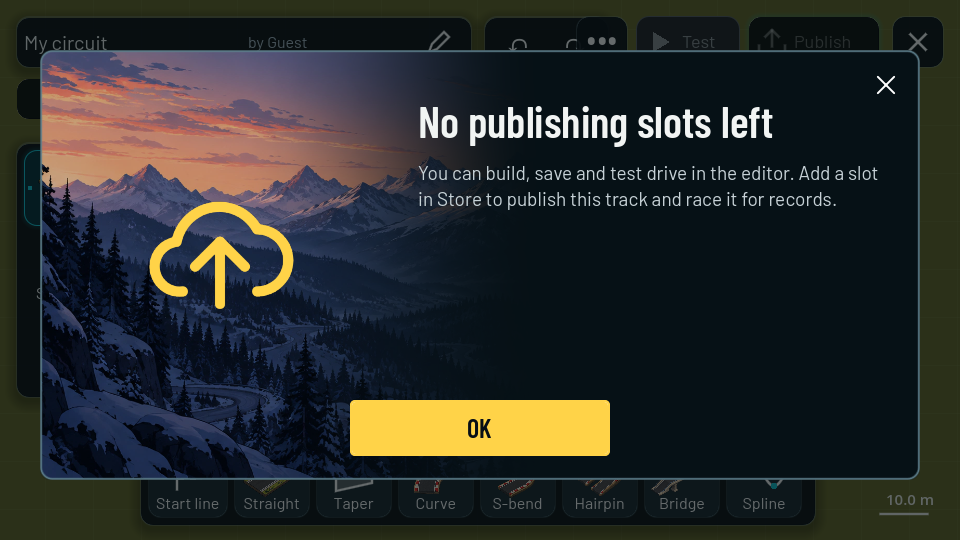 My circuit
by Guest
Test
Publish
No publishing slots left
You can build, save and test drive in the editor. Add a slot
in Store to publish this track and race it for records.
OK
Start line
Straight
Taper
Curve
S-bend
Hairpin
Bridge
Spline
10.0 m